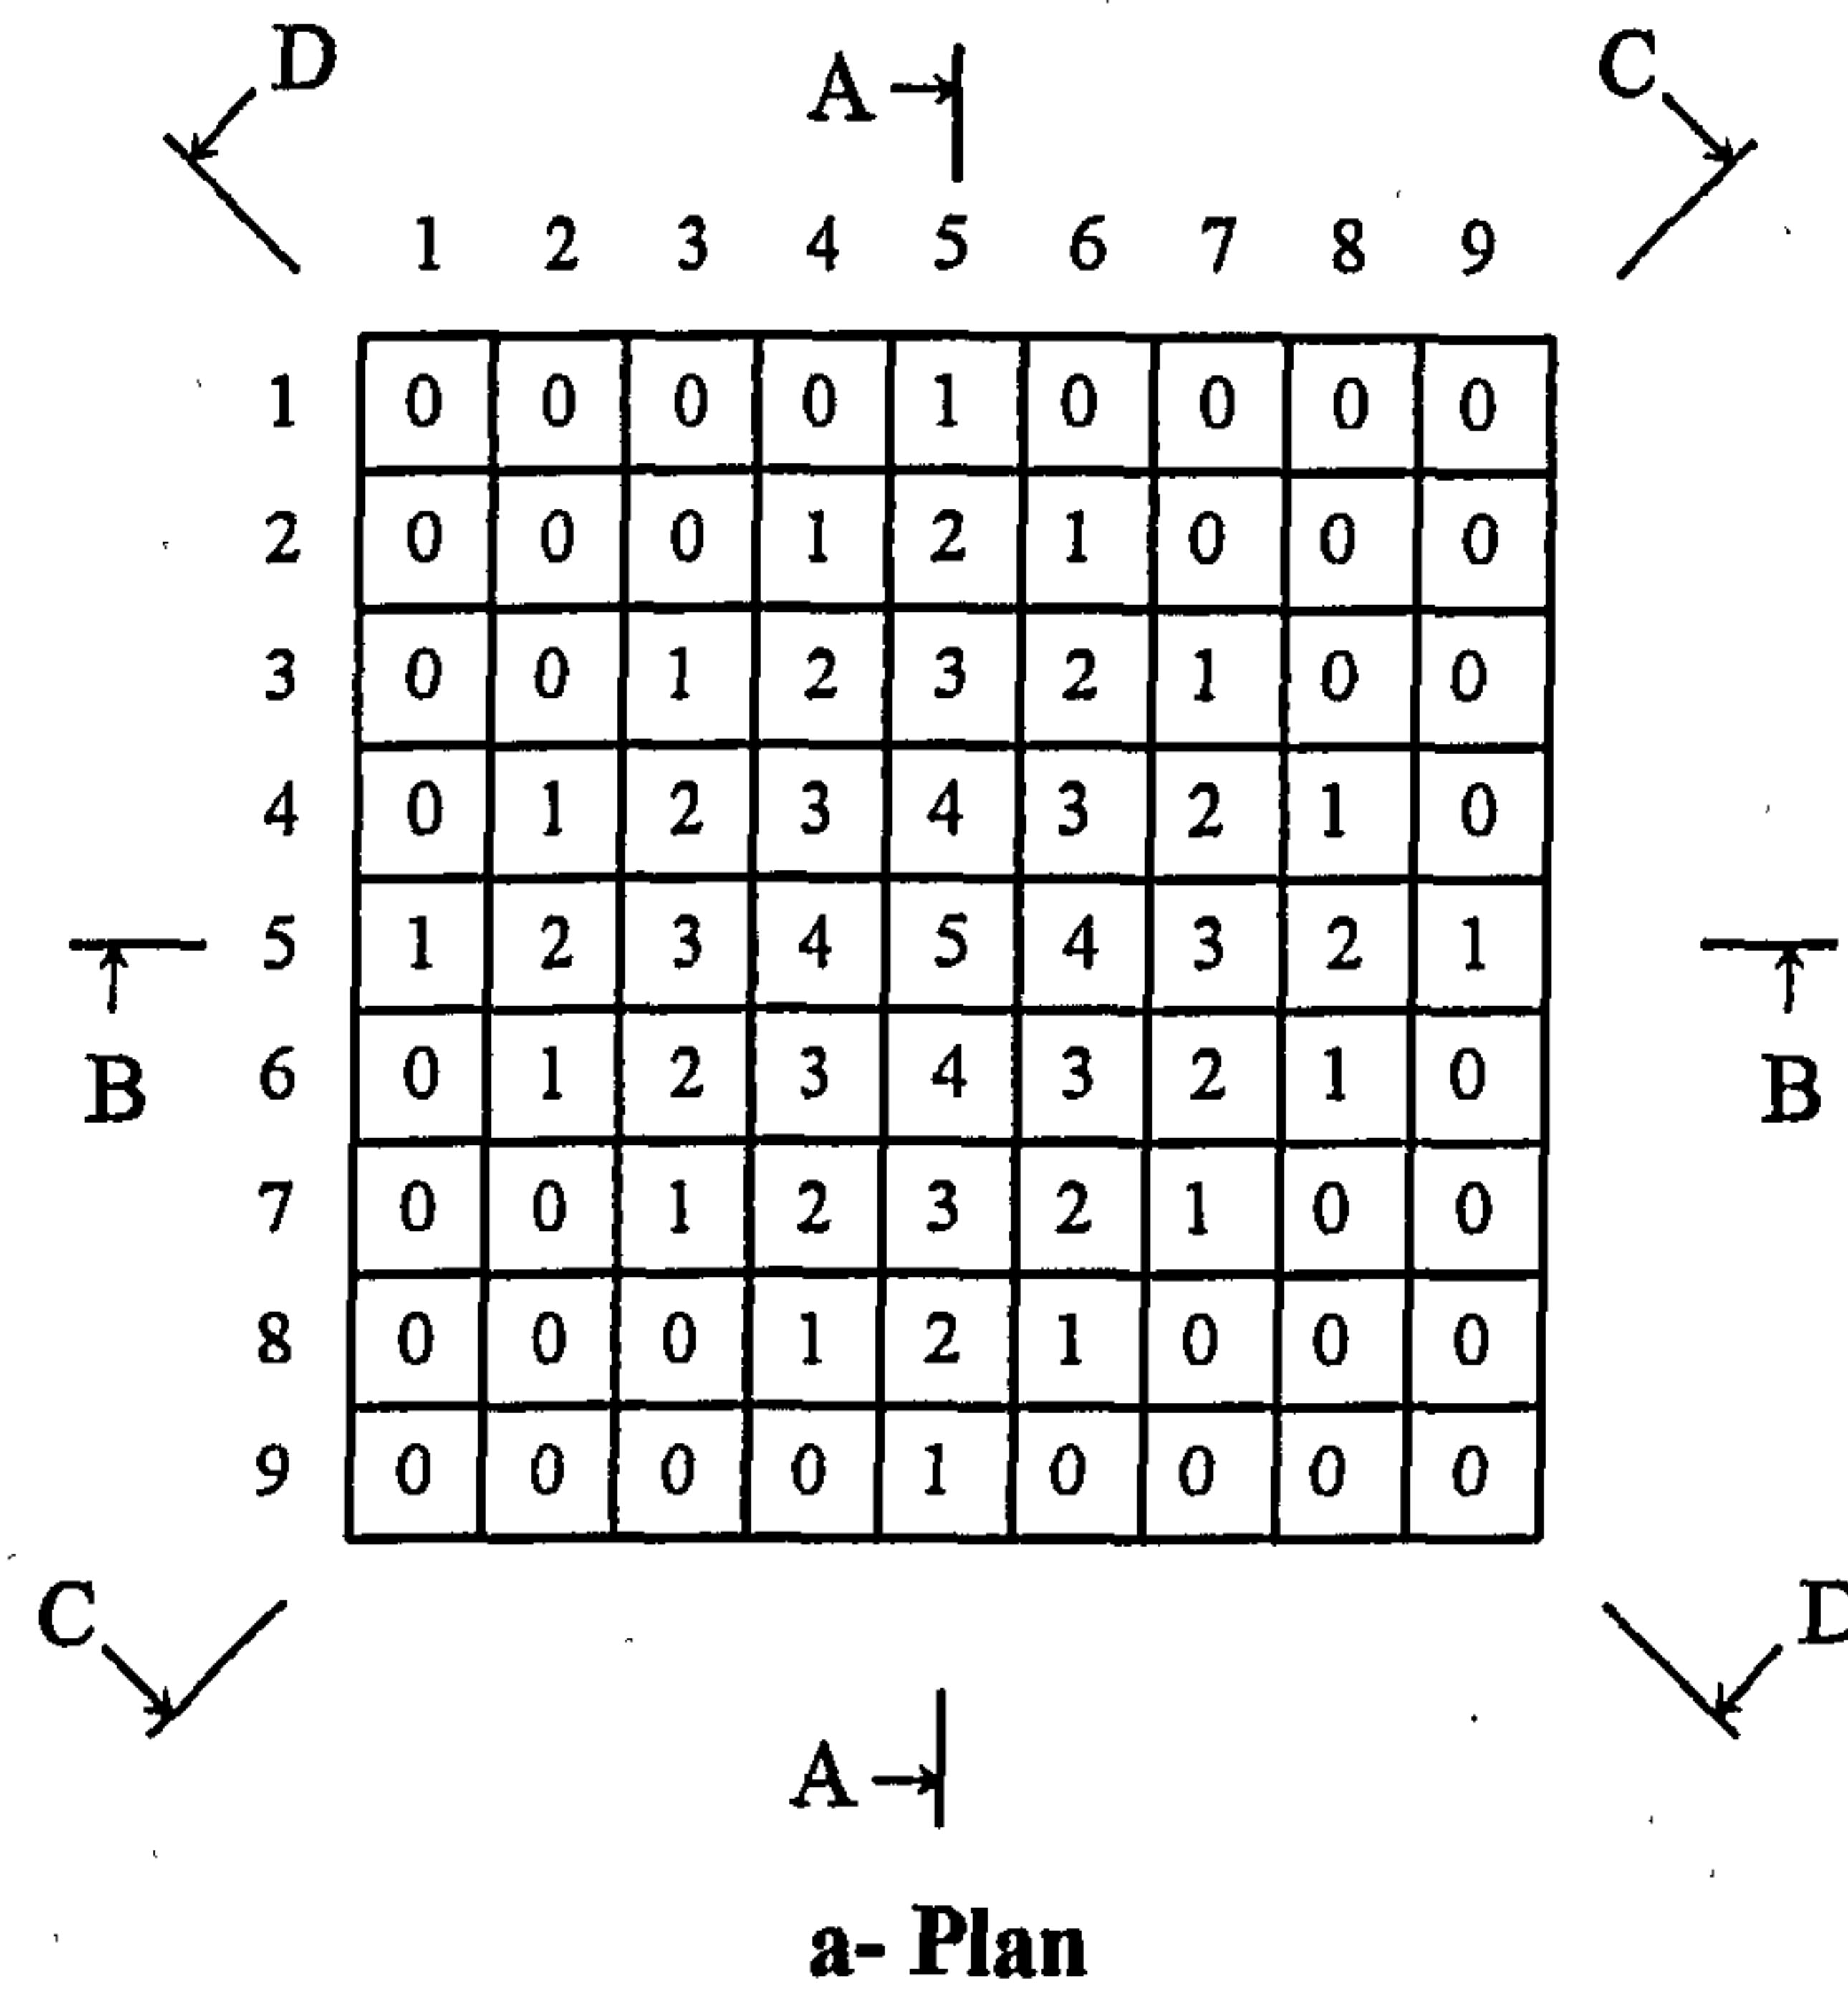 D A C
1 2 3 4 5 6 7 8 9
1 0 0 0 0 1 0 0 0 0
2 0 0 0 1 2 1 0 0 0
3 0 0 1 2 3 2 1 0 0
4 0 1 2 3 4 3 2 1 0
5 1 2 3 4 5 4 3 2 1
B 6 0 1 2 3 4 3 2 1 0 B
7 0 0 1 2 3 2 1 0 0
8 0 0 0 1 2 1 0 0 0
9 0 0 0 0 1 0 0 0 0
C D
A
a- Plan